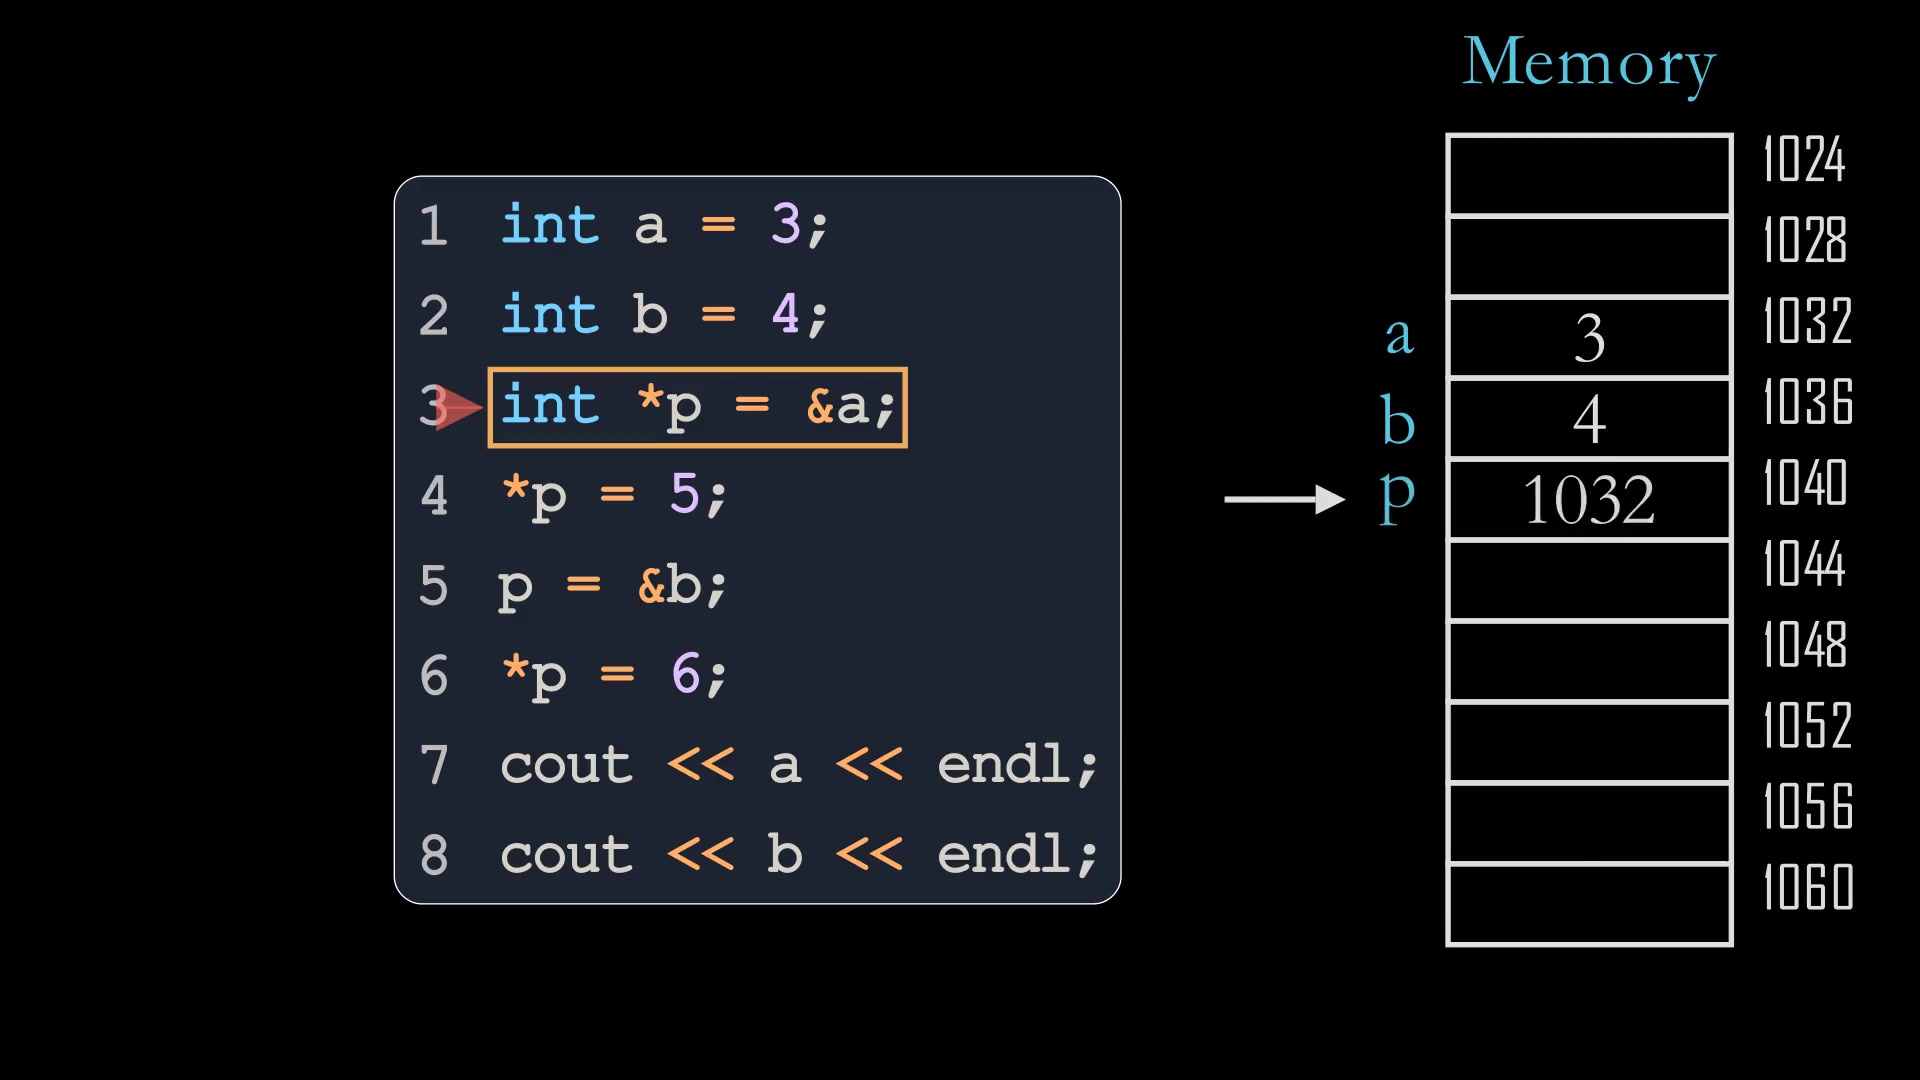 Memory
1 int a = 3;
2 int b = 4;
3 int *p = &a;
4 *p = 5;
5 p = &b;
6 *p = 6;
7 cout << a << endl;
8 cout << b << endl;
1024
1028
a 3 1032
b 4 1036
p 1032 1040
1044
1048
1052
1056
1060